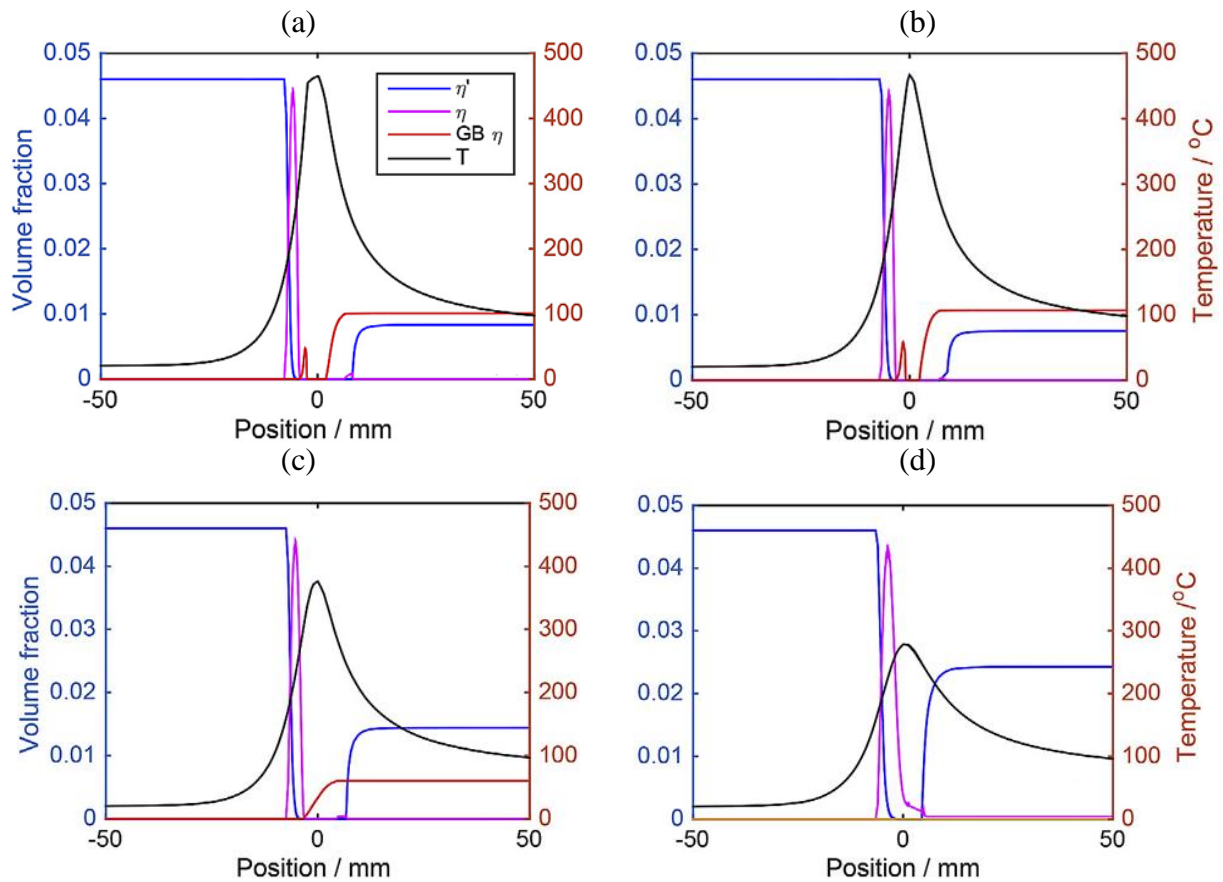 (a) (b)
0.05 500 0.05 500
η'
0.04 400 0.04 400
η
GB η
T
0.03 300 0.03 300
0.02 200 0.02 200
0.01 100 0.01 100
0 0 0 0
Volume fraction
Temperature / °C
-50 0 50 -50 0 50
Position / mm Position / mm
(c) (d)
0.05 500 0.05 500
0.04 400 0.04 400
0.03 300 0.03 300
0.02 200 0.02 200
0.01 100 0.01 100
0 0 0 0
Volume fraction
Temperature /°C
-50 0 50 -50 0 50
Position / mm Position / mm